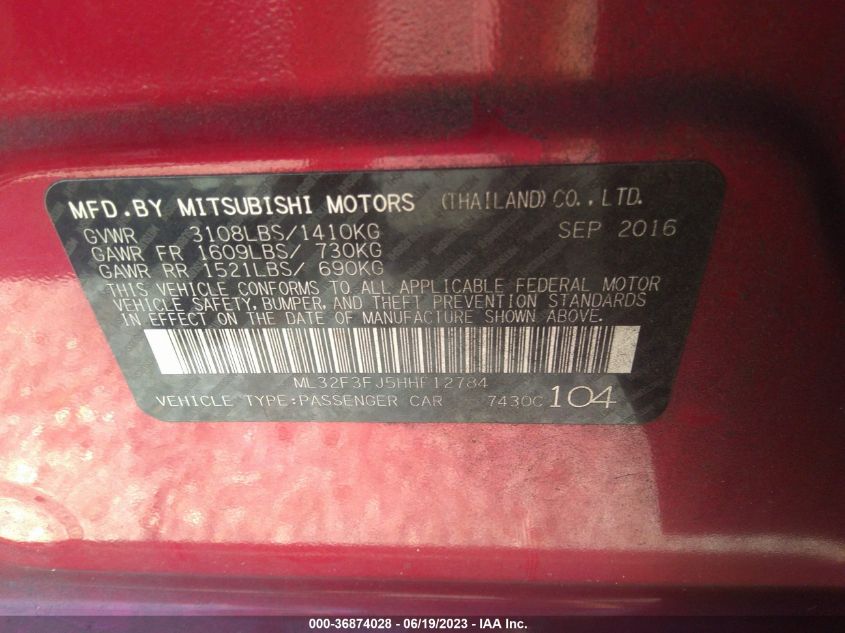 MFD.BY MITSUBISHI MOTORS (THAILAND) CO., LTD.
GVWR 3108LBS/1410KG SEP 2016
GAWR FR 1609LBS/ 730KG
GAWR RR 1521LBS/ 690KG
THIS VEHICLE CONFORMS TO ALL APPLICABLE FEDERAL MOTOR
VEHICLE SAFETY, BUMPER, AND THEFT PREVENTION STANDARDS
IN EFFECT ON THE DATE OF MANUFACTURE SHOWN ABOVE.
ML32F3FJ5HHF12784
VEHICLE TYPE:PASSENGER CAR 7430C 104
000-36874028 - 06/19/2023 - IAA Inc.